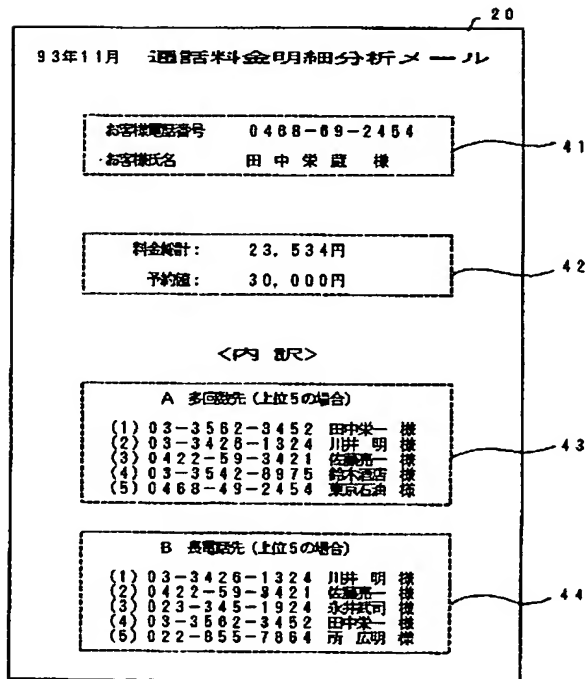 20
93年11月 通話料金明細分析メール
お客様電話番号 0468-69-2454
お客様氏名 田中栄蔵 様
41
料金総計: 23,534円
予約額: 30,000円
42
<内訳>
A 多回数先(上位5の場合)
(1) 03-3562-3452 田中栄一 様
(2) 03-3426-1324 川井 明 様
(3) 0422-59-3421 佐藤亮一 様
(4) 03-3542-8975 鈴木酒店 様
(5) 0468-49-2454 東京石油 様
43
B 長電話先(上位5の場合)
(1) 03-3426-1324 川井 明 様
(2) 0422-59-3421 佐藤亮一 様
(3) 023-345-1924 永井武司 様
(4) 03-3562-3452 田中栄一 様
(5) 022-855-7864 所 広明 様
44